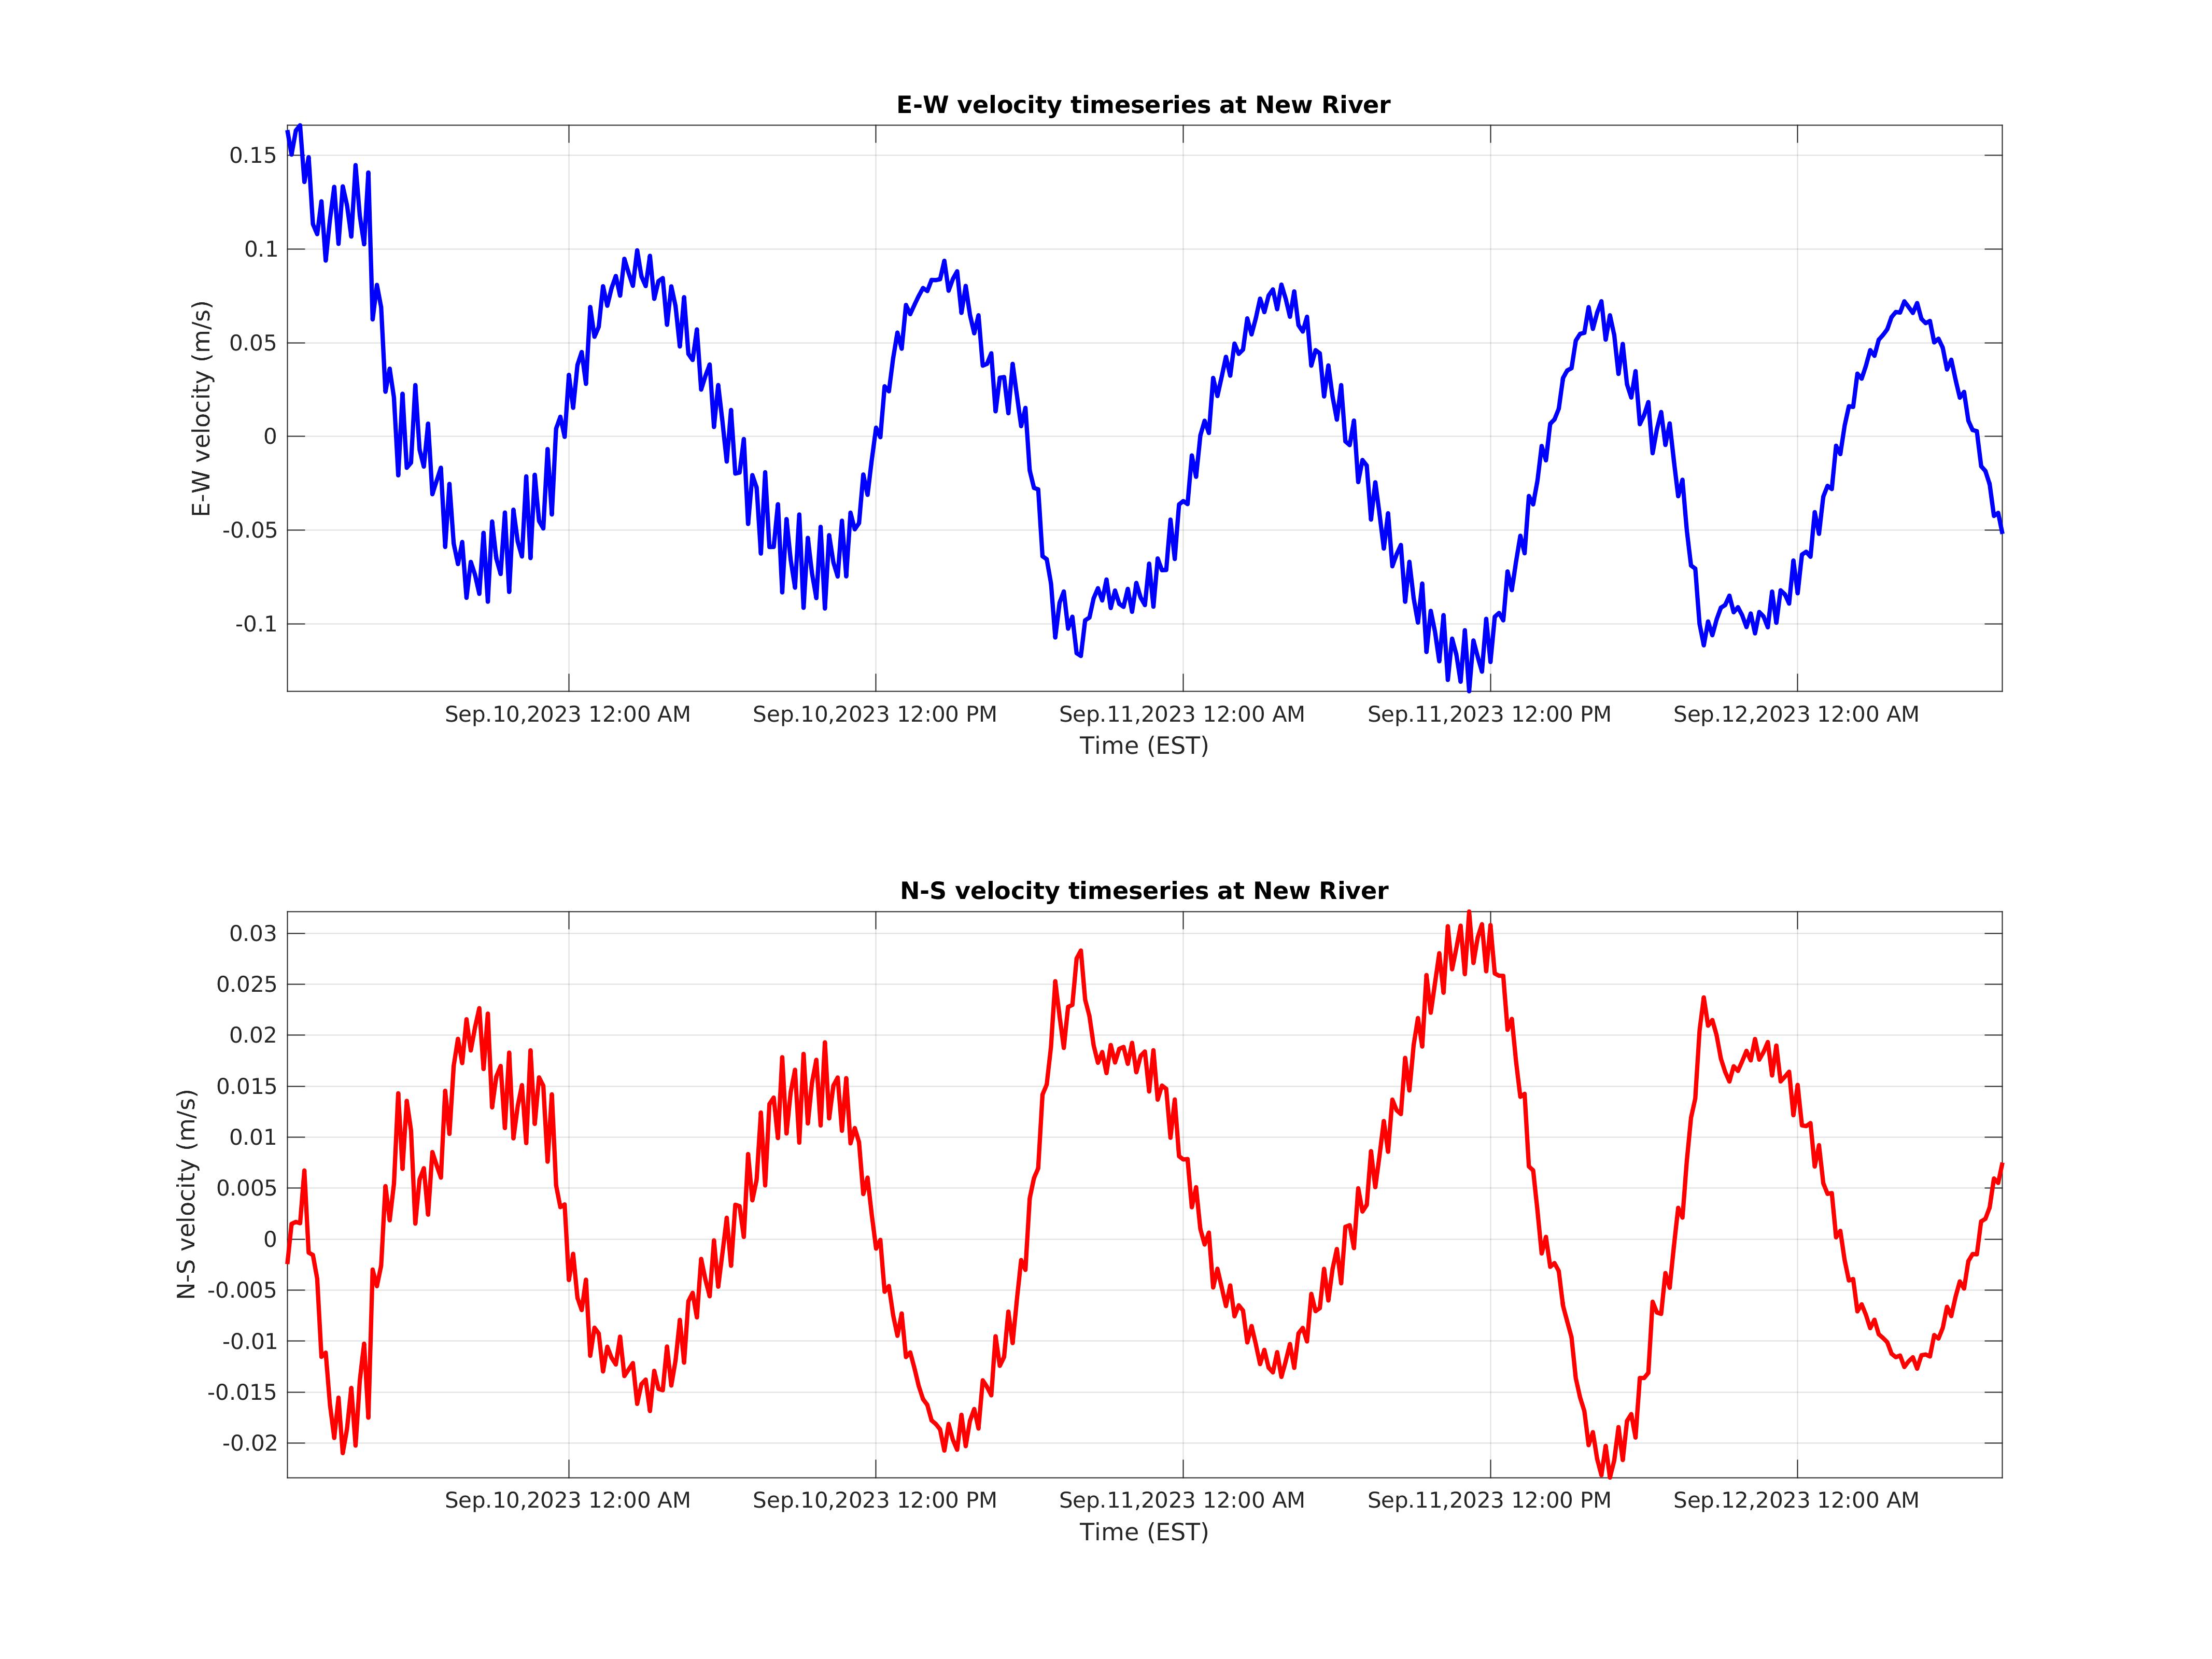 E-W velocity timeseries at New River
E-W velocity (m/s)
0.15
0.1
0.05
0
-0.05
-0.1
Sep.10,2023 12:00 AM Sep.10,2023 12:00 PM Sep.11,2023 12:00 AM Sep.11,2023 12:00 PM Sep.12,2023 12:00 AM
Time (EST)
N-S velocity timeseries at New River
N-S velocity (m/s)
0.03
0.025
0.02
0.015
0.01
0.005
0
-0.005
-0.01
-0.015
-0.02
Sep.10,2023 12:00 AM Sep.10,2023 12:00 PM Sep.11,2023 12:00 AM Sep.11,2023 12:00 PM Sep.12,2023 12:00 AM
Time (EST)